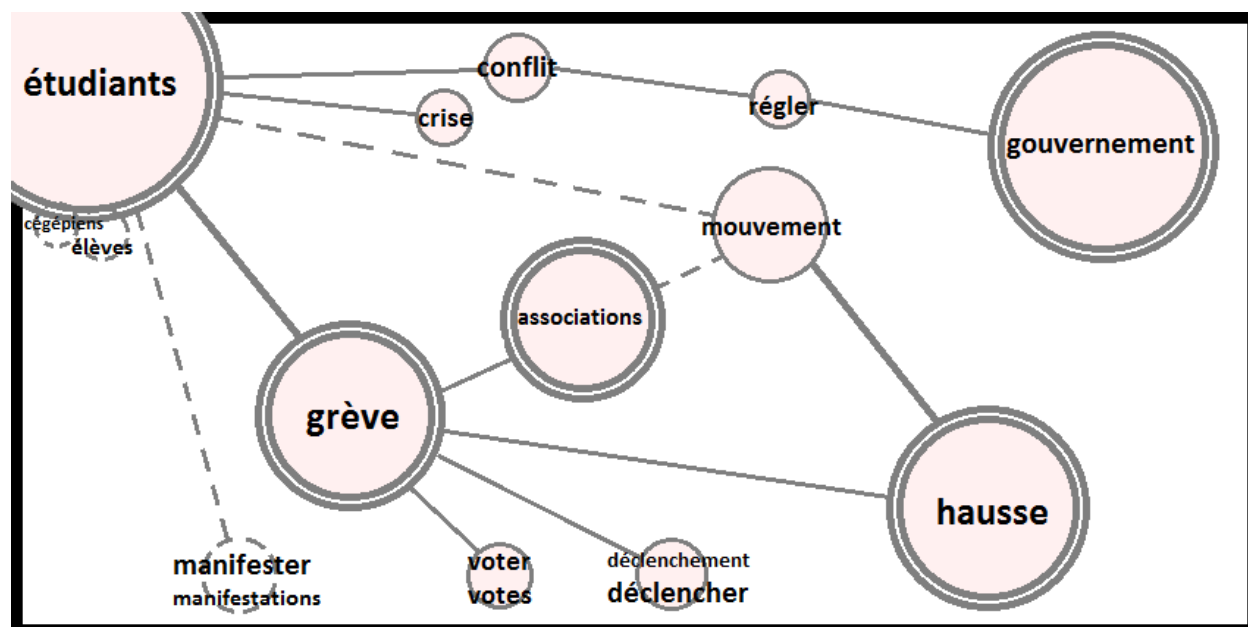 étudiants
conflit
crise
régler
gouvernement
cégépiens
élèves
mouvement
associations
grève
hausse
manifester
manifestations
voter
votes
déclenchement
déclencher